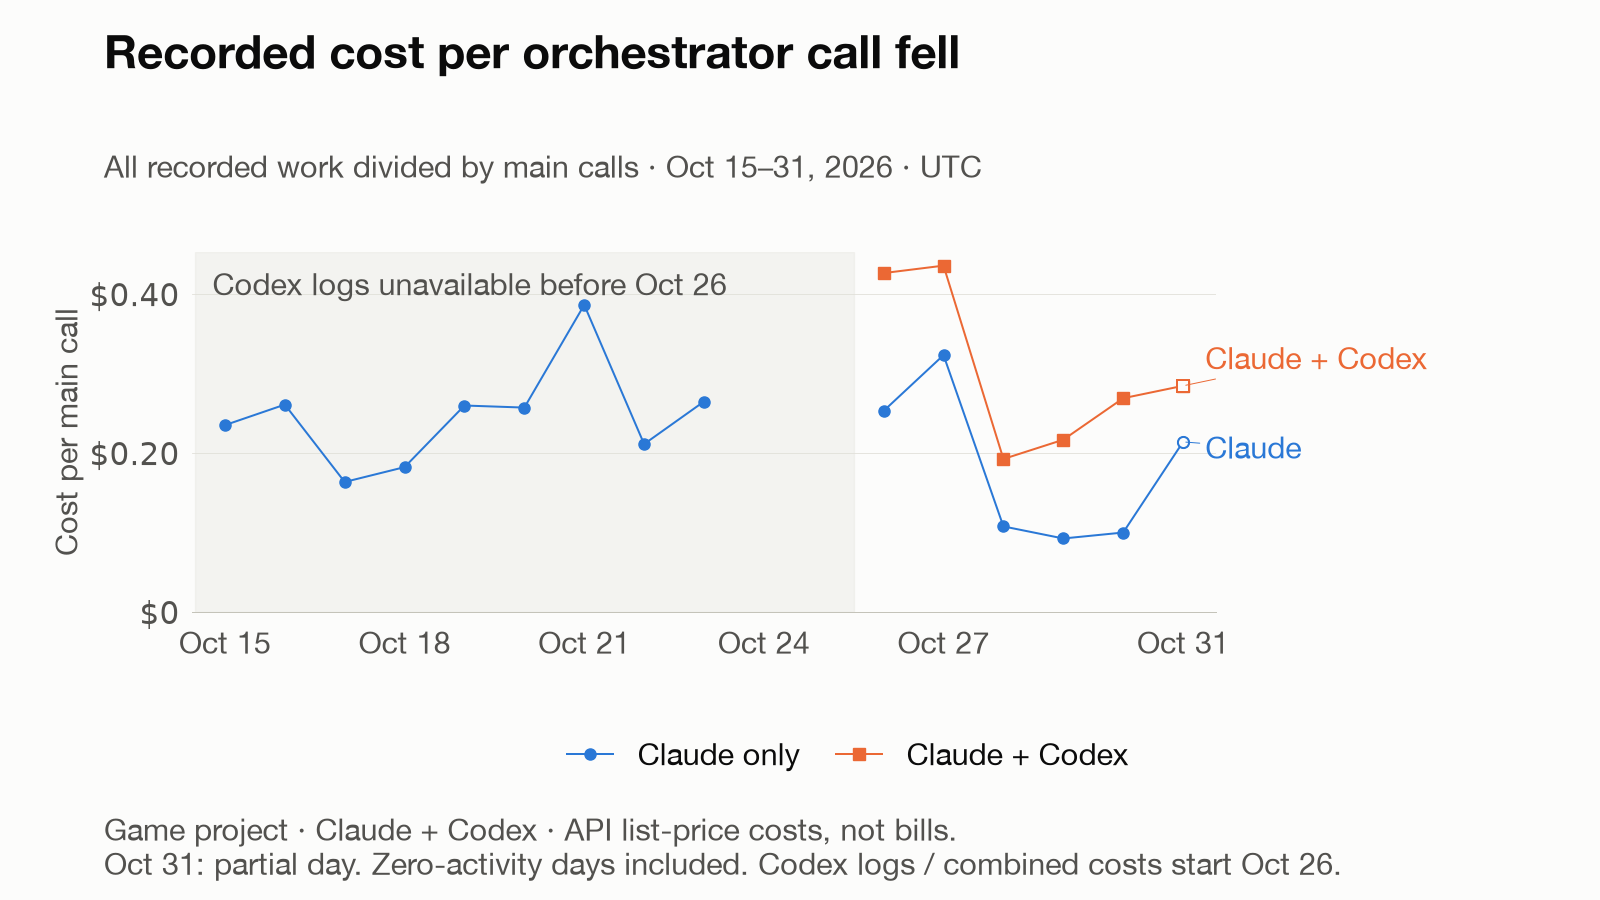 Recorded cost per orchestrator call fell
All recorded work divided by main calls · Oct 15–31, 2026 · UTC
Codex logs unavailable before Oct 26
Cost per main call
$0.40
$0.20
$0
Claude + Codex
Claude
Oct 15
Oct 18
Oct 21
Oct 24
Oct 27
Oct 31
Claude only
Claude + Codex
Game project · Claude + Codex · API list-price costs, not bills.
Oct 31: partial day. Zero-activity days included. Codex logs / combined costs start Oct 26.